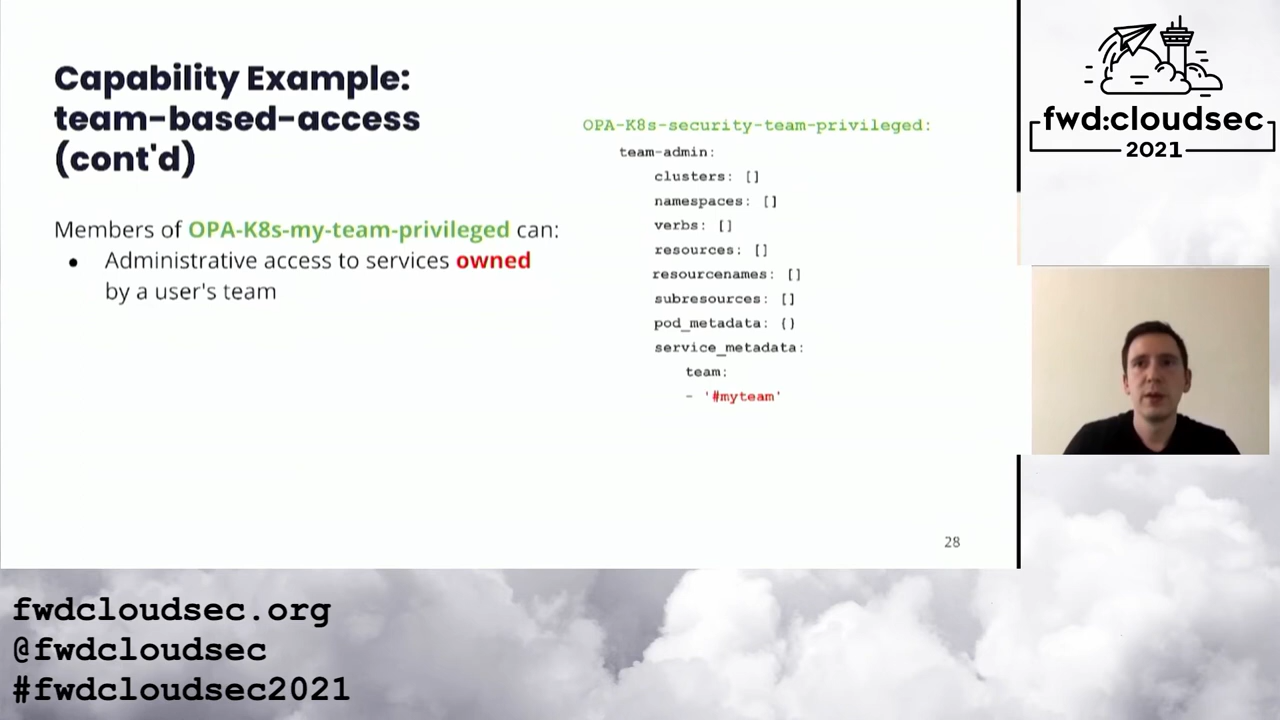 Capability Example:
team-based-access
(cont'd)
Members of OPA-K8s-my-team-privileged can:
● Administrative access to services owned
by a user's team
OPA-K8s-security-team-privileged:
team-admin:
clusters: []
namespaces: []
verbs: []
resources: []
resourcenames: []
subresources: []
pod_metadata: {}
service_metadata:
team:
- '#myteam'
28
fwd:cloudsec
2021
fwdcloudsec.org
@fwdcloudsec
#fwdcloudsec2021